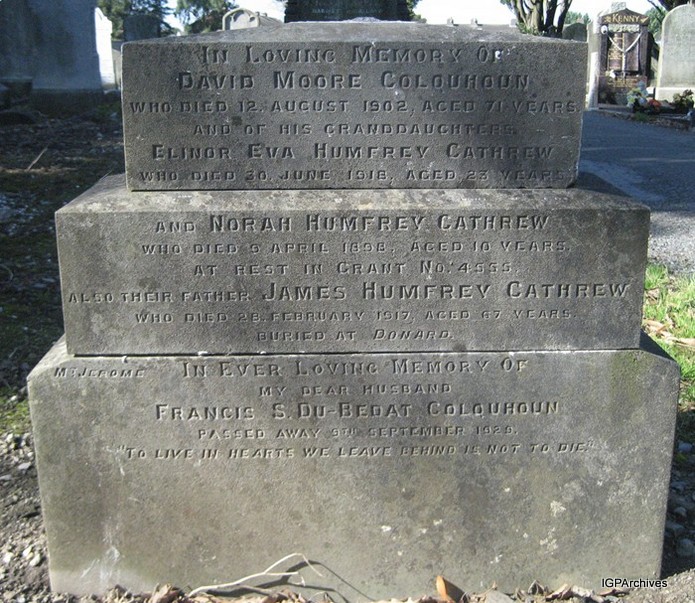 IN LOVING MEMORY OF
DAVID MOORE COLQUHOUN
WHO DIED 12. AUGUST 1902, AGED 71 YEARS
AND OF HIS GRANDDAUGHTERS
ELINOR EVA HUMFREY CATHREW
WHO DIED 30. JUNE 1918, AGED 23 YEARS
AND NORAH HUMFREY CATHREW
WHO DIED 9 APRIL 1898, AGED 10 YEARS.
AT REST IN GRANT NO. 4555
ALSO THEIR FATHER JAMES HUMFREY CATHREW
WHO DIED 28. FEBRUARY 1917, AGED 67 YEARS.
BURIED AT DONARD.
MT. JEROME IN EVER LOVING MEMORY OF
MY DEAR HUSBAND
FRANCIS S. DU-BEDAT COLQUHOUN
PASSED AWAY 9TH SEPTEMBER 1929.
"TO LIVE IN HEARTS WE LEAVE BEHIND IS NOT TO DIE"
KENNY
IGPArchives